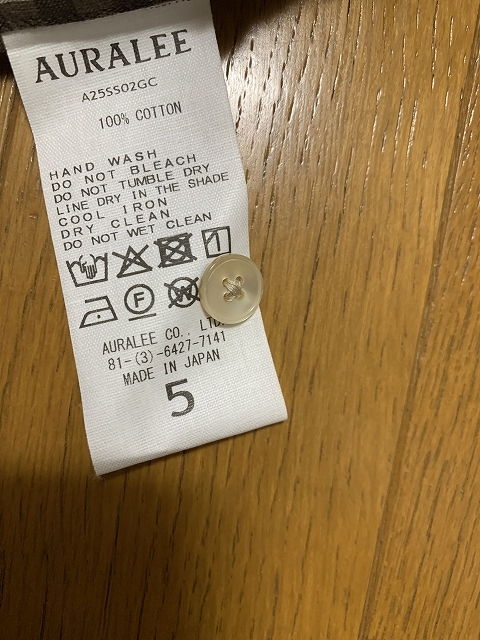 AURALEE
A25SS02GC
100% COTTON
HAND WASH
DO NOT BLEACH
DO NOT TUMBLE DRY
LINE DRY IN THE SHADE
COOL IRON
DRY CLEAN
DO NOT WET CLEAN
F W
AURALEE CO., LTD.
81-(3)-6427-7141
MADE IN JAPAN
5